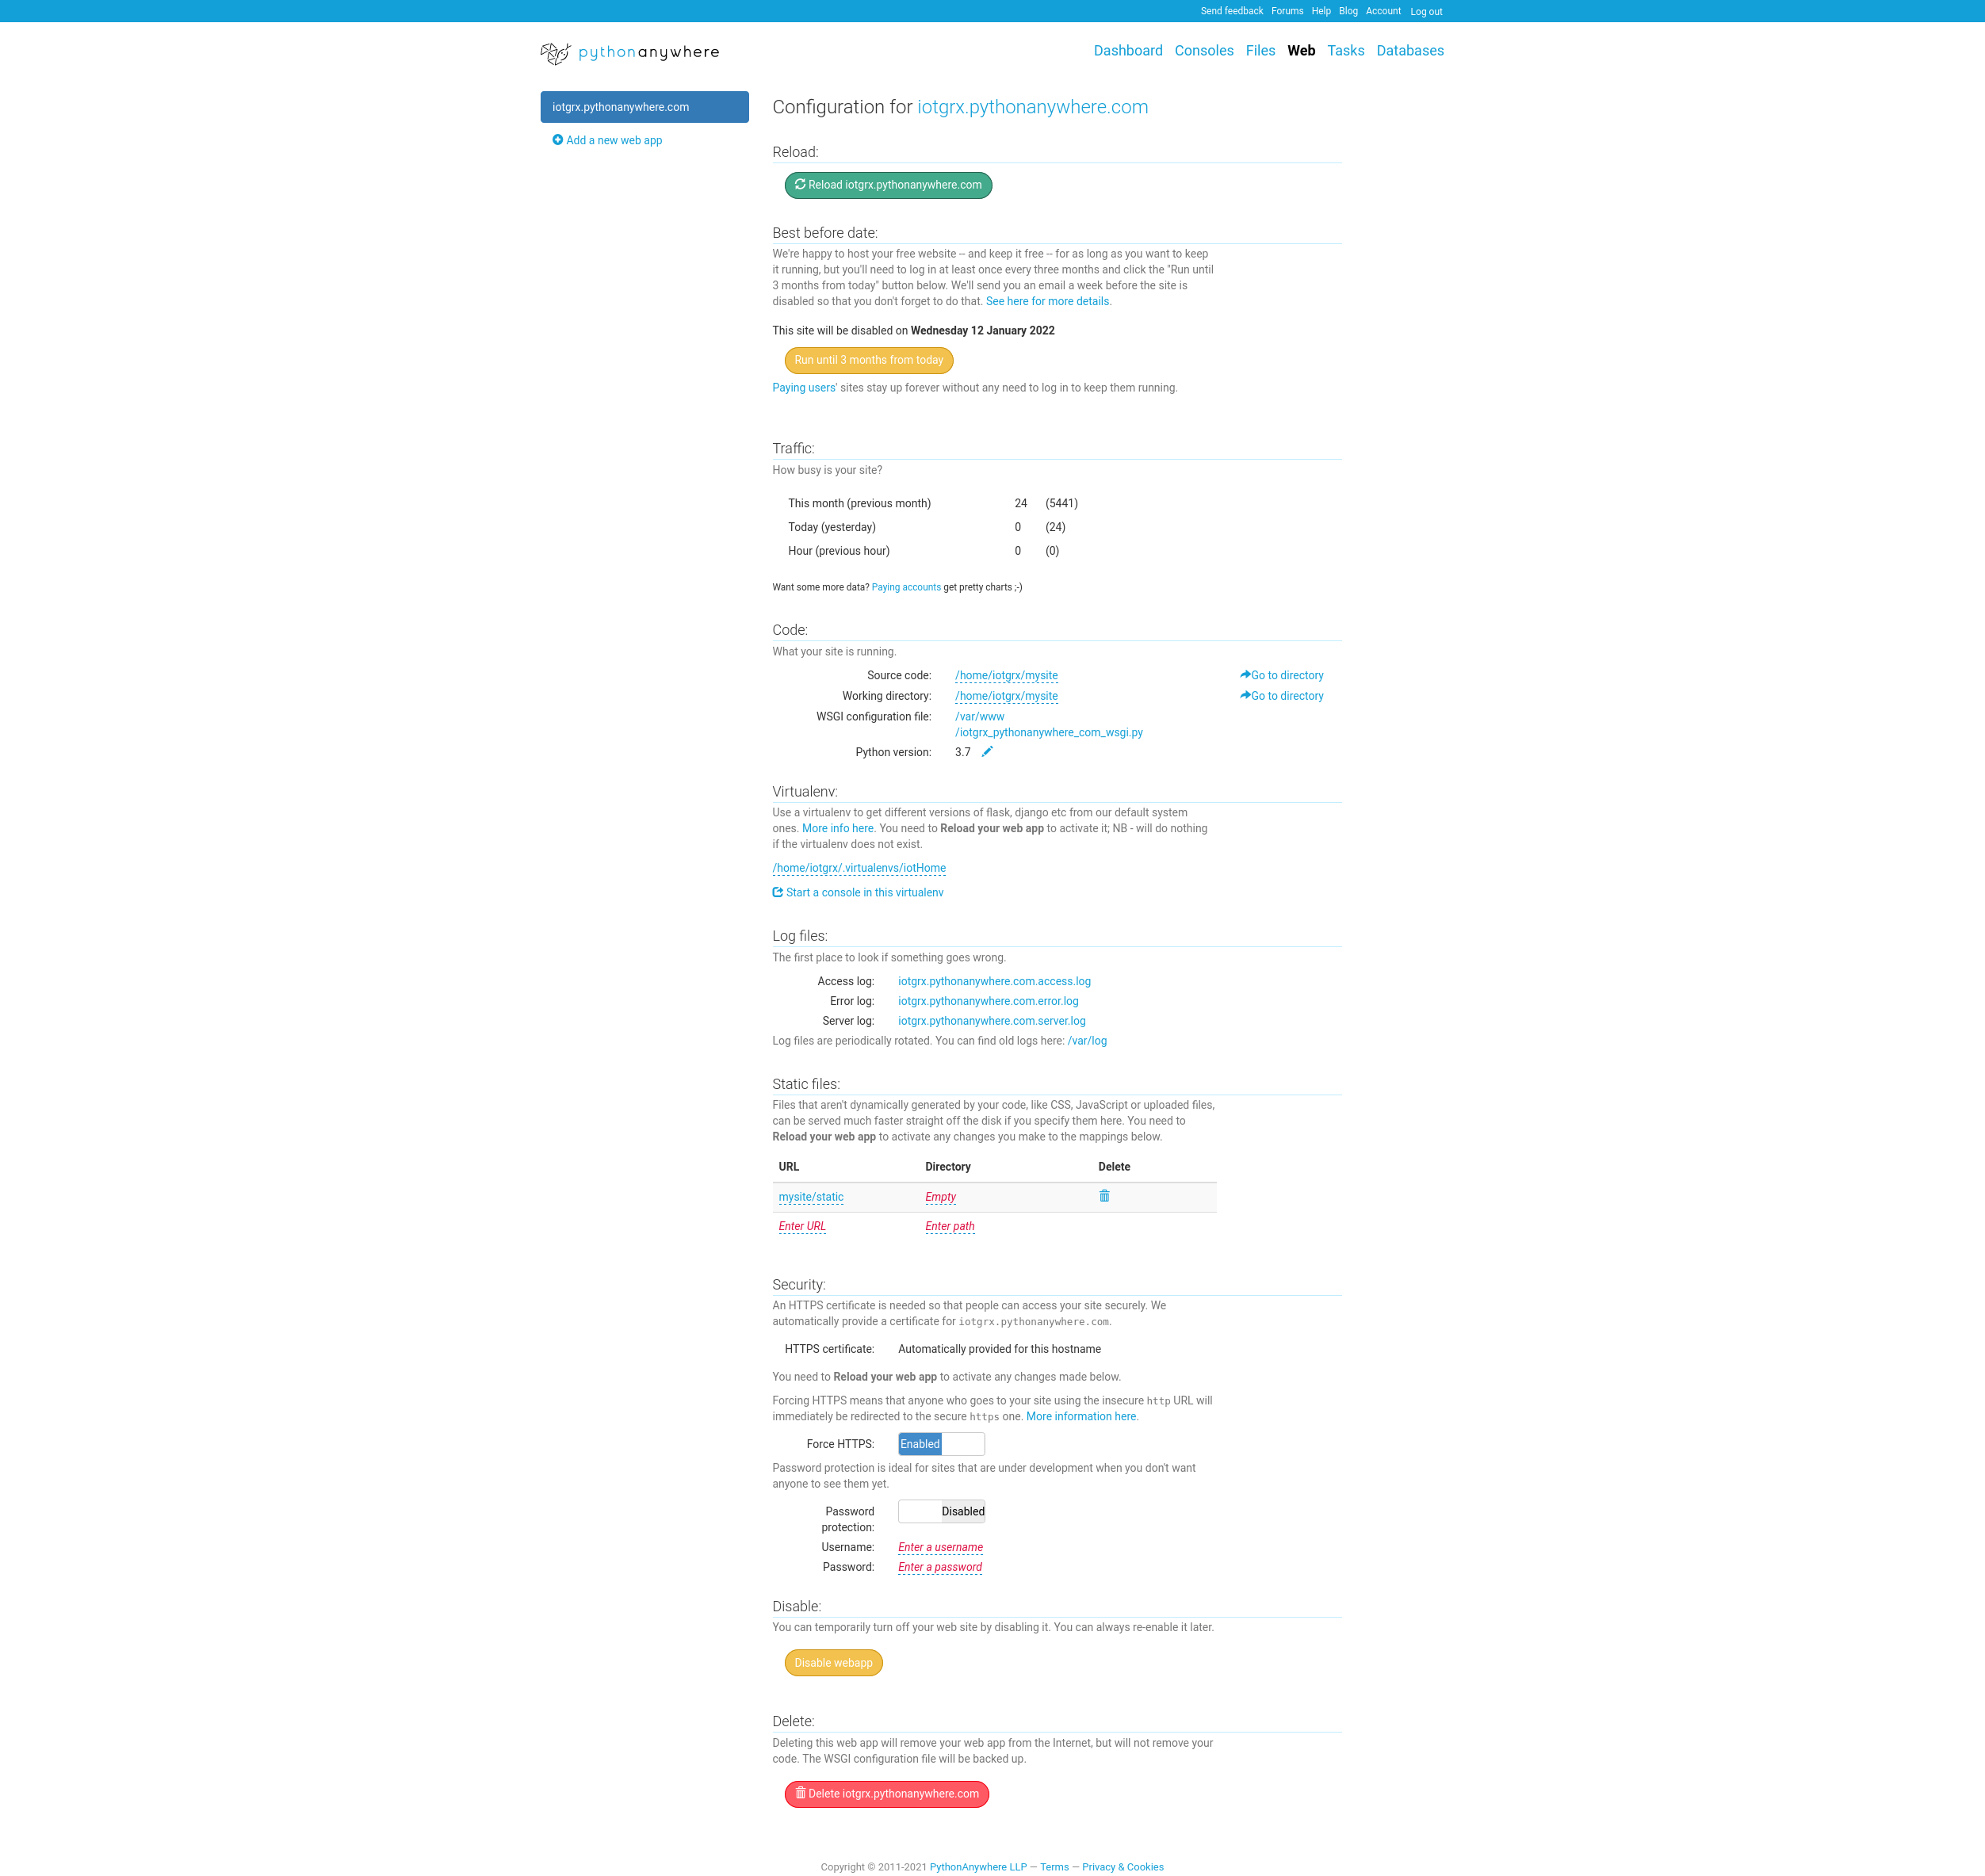 Send feedback Forums Help Blog Account Log out
pythonanywhere
Dashboard Consoles Files Web Tasks Databases
iotgrx.pythonanywhere.com
Add a new web app
Configuration for iotgrx.pythonanywhere.com
Reload:
Reload iotgrx.pythonanywhere.com
Best before date:
We're happy to host your free website -- and keep it free -- for as long as you want to keep
it running, but you'll need to log in at least once every three months and click the "Run until
3 months from today" button below. We'll send you an email a week before the site is
disabled so that you don't forget to do that. See here for more details.
This site will be disabled on Wednesday 12 January 2022
Run until 3 months from today
Paying users' sites stay up forever without any need to log in to keep them running.
Traffic:
How busy is your site?
This month (previous month) 24 (5441)
Today (yesterday) 0 (24)
Hour (previous hour) 0 (0)
Want some more data? Paying accounts get pretty charts ;-)
Code:
What your site is running.
Source code: /home/iotgrx/mysite Go to directory
Working directory: /home/iotgrx/mysite Go to directory
WSGI configuration file: /var/www
/iotgrx_pythonanywhere_com_wsgi.py
Python version: 3.7
Virtualenv:
Use a virtualenv to get different versions of flask, django etc from our default system
ones. More info here. You need to Reload your web app to activate it; NB - will do nothing
if the virtualenv does not exist.
/home/iotgrx/.virtualenvs/iotHome
Start a console in this virtualenv
Log files:
The first place to look if something goes wrong.
Access log: iotgrx.pythonanywhere.com.access.log
Error log: iotgrx.pythonanywhere.com.error.log
Server log: iotgrx.pythonanywhere.com.server.log
Log files are periodically rotated. You can find old logs here: /var/log
Static files:
Files that aren't dynamically generated by your code, like CSS, JavaScript or uploaded files,
can be served much faster straight off the disk if you specify them here. You need to
Reload your web app to activate any changes you make to the mappings below.
URL Directory Delete
mysite/static Empty
Enter URL Enter path
Security:
An HTTPS certificate is needed so that people can access your site securely. We
automatically provide a certificate for iotgrx.pythonanywhere.com.
HTTPS certificate: Automatically provided for this hostname
You need to Reload your web app to activate any changes made below.
Forcing HTTPS means that anyone who goes to your site using the insecure http URL will
immediately be redirected to the secure https one. More information here.
Force HTTPS: Enabled
Password protection is ideal for sites that are under development when you don't want
anyone to see them yet.
Password Disabled
protection:
Username: Enter a username
Password: Enter a password
Disable:
You can temporarily turn off your web site by disabling it. You can always re-enable it later.
Disable webapp
Delete:
Deleting this web app will remove your web app from the Internet, but will not remove your
code. The WSGI configuration file will be backed up.
Delete iotgrx.pythonanywhere.com
Copyright © 2011-2021 PythonAnywhere LLP — Terms — Privacy & Cookies